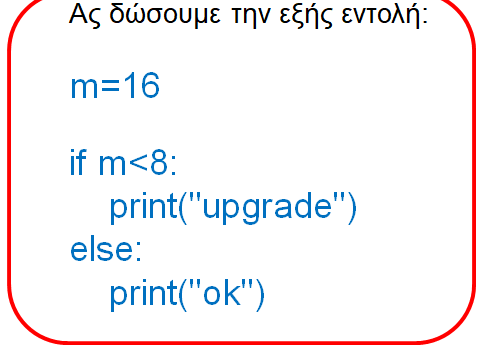 Ας δώσουμε την εξής εντολή:
m=16
if m<8:
    print("upgrade")
else:
    print("ok")